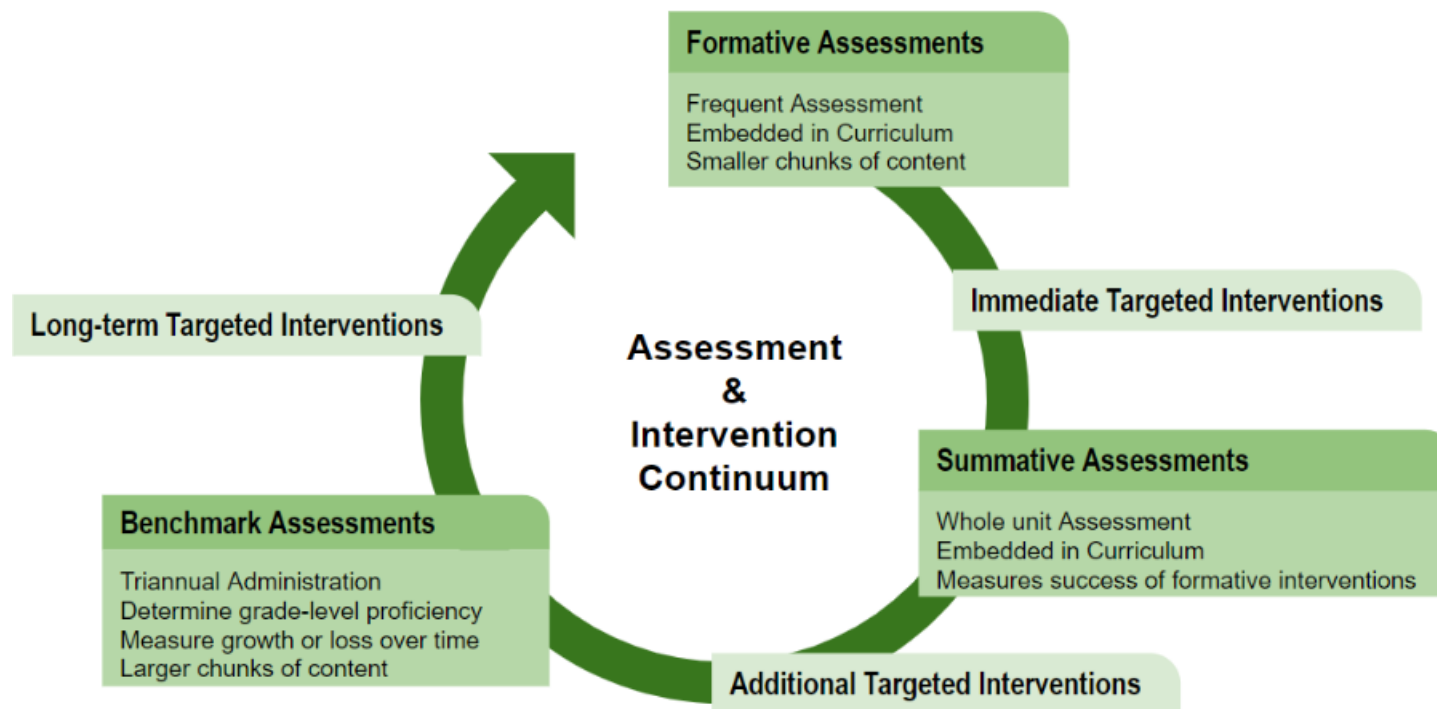 Formative Assessments
Frequent Assessment
Embedded in Curriculum
Smaller chunks of content
Immediate Targeted Interventions
Summative Assessments
Whole unit Assessment
Embedded in Curriculum
Measures success of formative interventions
Additional Targeted Interventions
Benchmark Assessments
Triannual Administration
Determine grade-level proficiency
Measure growth or loss over time
Larger chunks of content
Long-term Targeted Interventions
Assessment
&
Intervention
Continuum